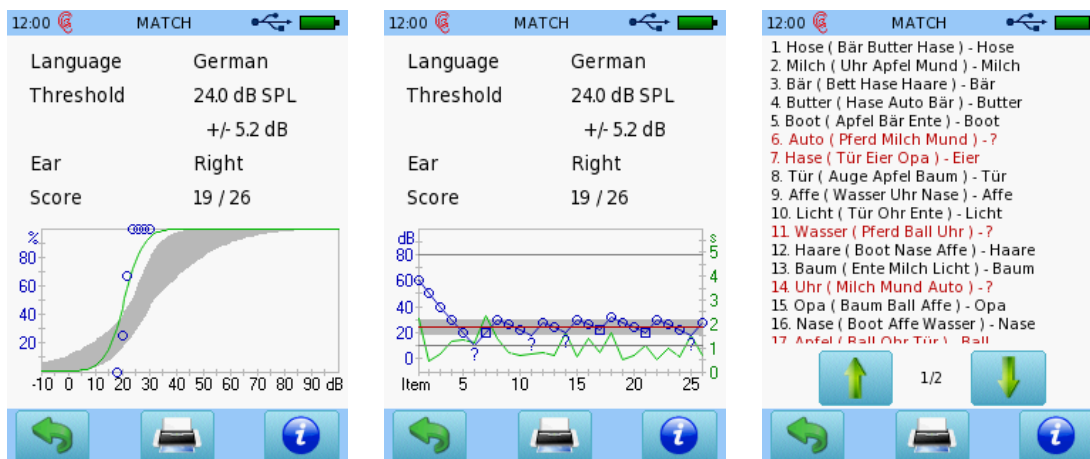 12:00 MATCH
Language German
Threshold 24.0 dB SPL
+/- 5.2 dB
Ear Right
Score 19 / 26
%
80
60
40
20
-10 0 10 20 30 40 50 60 70 80 90 dB
12:00 MATCH
Language German
Threshold 24.0 dB SPL
+/- 5.2 dB
Ear Right
Score 19 / 26
dB s
80 5
60 4
40 3
20 2
0 1
0
? ? ? ?
Item 5 10 15 20 25
12:00 MATCH
1. Hose ( Bär Butter Hase ) - Hose
2. Milch ( Uhr Apfel Mund ) - Milch
3. Bär ( Bett Hase Haare ) - Bär
4. Butter ( Hase Auto Bär ) - Butter
5. Boot ( Apfel Bär Ente ) - Boot
6. Auto ( Pferd Milch Mund ) - ?
7. Hase ( Tür Eier Opa ) - Eier
8. Tür ( Auge Apfel Baum ) - Tür
9. Affe ( Wasser Uhr Nase ) - Affe
10. Licht ( Tür Ohr Ente ) - Licht
11. Wasser ( Pferd Ball Uhr ) - ?
12. Haare ( Boot Nase Affe ) - Haare
13. Baum ( Ente Milch Licht ) - Baum
14. Uhr ( Milch Mund Auto ) - ?
15. Opa ( Baum Ball Affe ) - Opa
16. Nase ( Boot Affe Wasser ) - Nase
17. Apfel ( Ball Ohr Tür ) - Ball
1/2
i
i